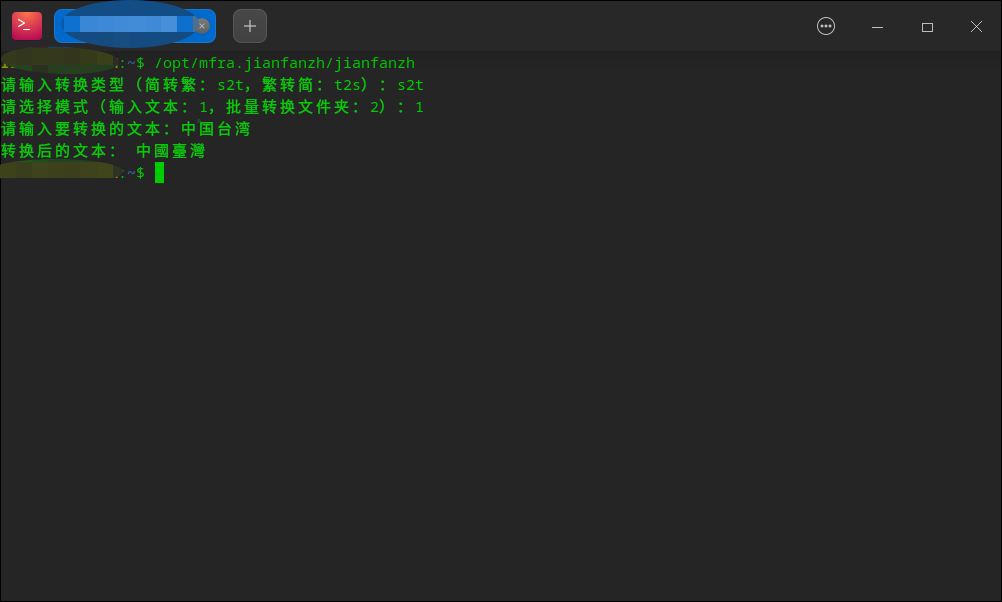 :~$ /opt/mfra.jianfanzh/jianfanzh
请输入转换类型（简转繁：s2t，繁转简：t2s）：s2t
请选择模式（输入文本：1，批量转换文件夹：2）：1
请输入要转换的文本：中国台湾
转换后的文本： 中國臺灣
:~$